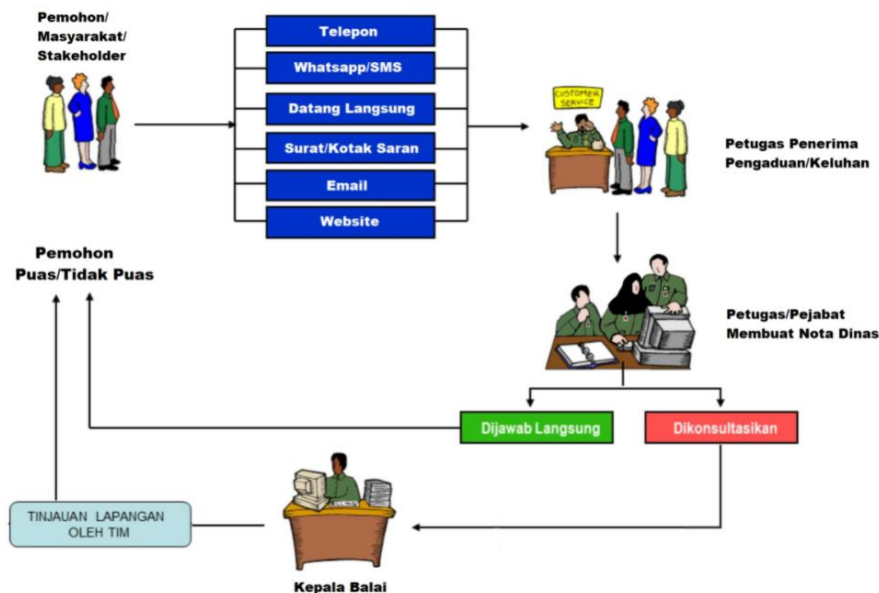 Pemohon/
Masyarakat/
Stakeholder
Telepon
Whatsapp/SMS
Datang Langsung
Surat/Kotak Saran
Email
Website
CUSTOMER
SERVICE
Petugas Penerima
Pengaduan/Keluhan
Pemohon
Puas/Tidak Puas
Petugas/Pejabat
Membuat Nota Dinas
Dijawab Langsung
Dikonsultasikan
TINJAUAN LAPANGAN
OLEH TIM
Kepala Balai